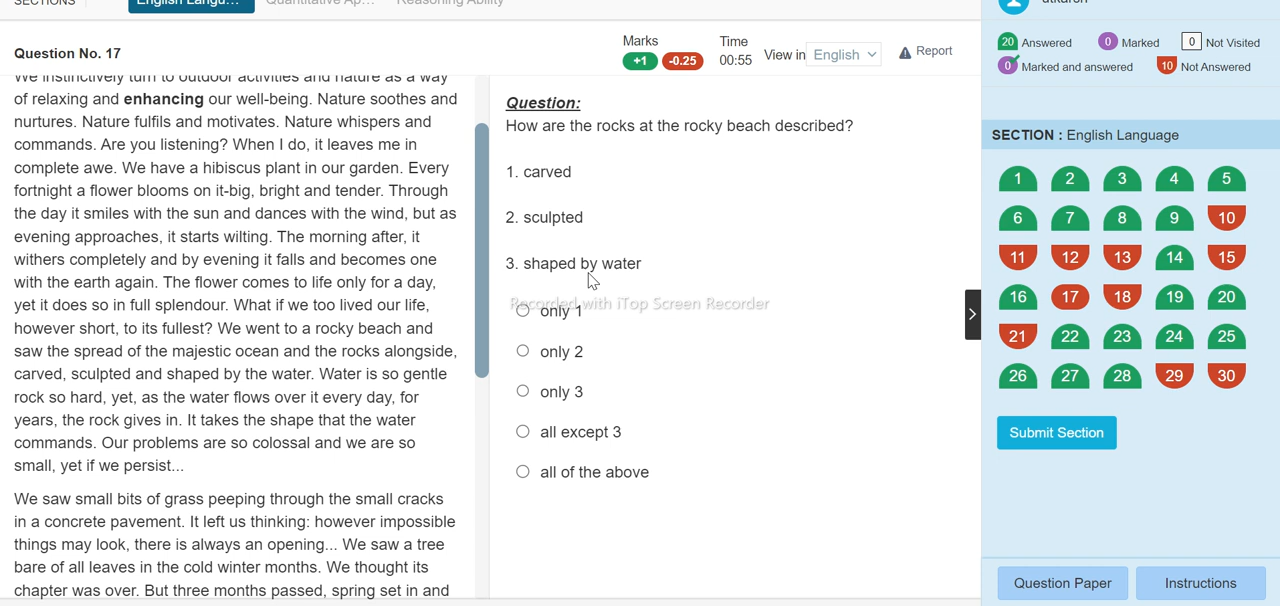 SECTIONS English Langu... Quantitative Ap... Reasoning Ability
utkarsh
Question No. 17
Marks
+1 -0.25
Time
00:55
View in English
Report
20 Answered 0 Marked 0 Not Visited
0 Marked and answered 10 Not Answered
We instinctively turn to outdoor activities and nature as a way
of relaxing and enhancing our well-being. Nature soothes and
nurtures. Nature fulfils and motivates. Nature whispers and
commands. Are you listening? When I do, it leaves me in
complete awe. We have a hibiscus plant in our garden. Every
fortnight a flower blooms on it-big, bright and tender. Through
the day it smiles with the sun and dances with the wind, but as
evening approaches, it starts wilting. The morning after, it
withers completely and by evening it falls and becomes one
with the earth again. The flower comes to life only for a day,
yet it does so in full splendour. What if we too lived our life,
however short, to its fullest? We went to a rocky beach and
saw the spread of the majestic ocean and the rocks alongside,
carved, sculpted and shaped by the water. Water is so gentle
rock so hard, yet, as the water flows over it every day, for
years, the rock gives in. It takes the shape that the water
commands. Our problems are so colossal and we are so
small, yet if we persist...
We saw small bits of grass peeping through the small cracks
in a concrete pavement. It left us thinking: however impossible
things may look, there is always an opening... We saw a tree
bare of all leaves in the cold winter months. We thought its
chapter was over. But three months passed, spring set in and
Question:
How are the rocks at the rocky beach described?
1. carved
2. sculpted
3. shaped by water
Recorded with iTop Screen Recorder
only 1
only 2
only 3
all except 3
all of the above
SECTION : English Language
1 2 3 4 5
6 7 8 9 10
11 12 13 14 15
16 17 18 19 20
21 22 23 24 25
26 27 28 29 30
Submit Section
Question Paper Instructions